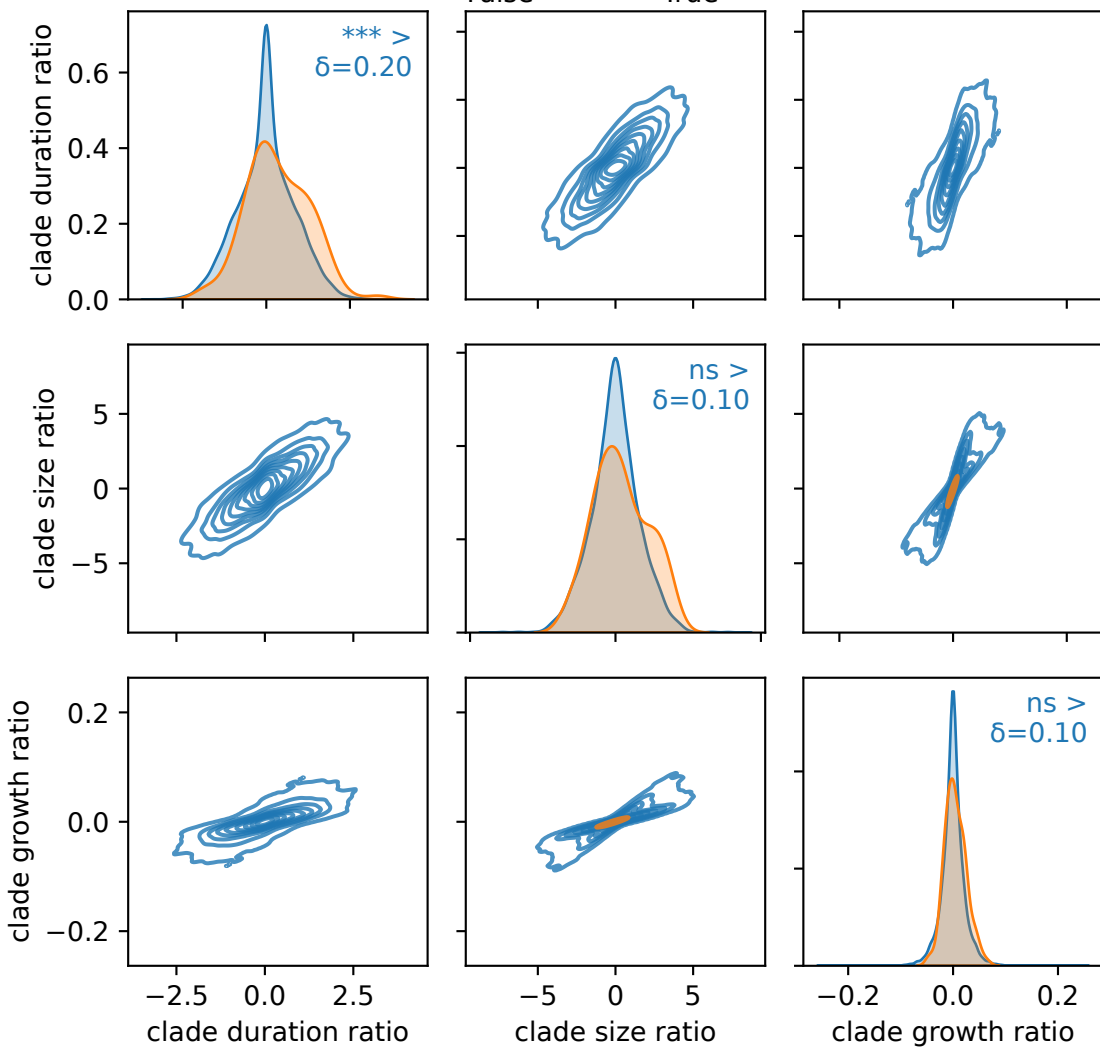 clade duration ratio
0.6
0.4
0.2
0.0
*** >
δ=0.20
clade size ratio
5
0
−5
ns >
δ=0.10
clade growth ratio
0.2
0.0
−0.2
ns >
δ=0.10
−2.5 0.0 2.5
−5 0 5
−0.2 0.0 0.2
clade duration ratio
clade size ratio
clade growth ratio